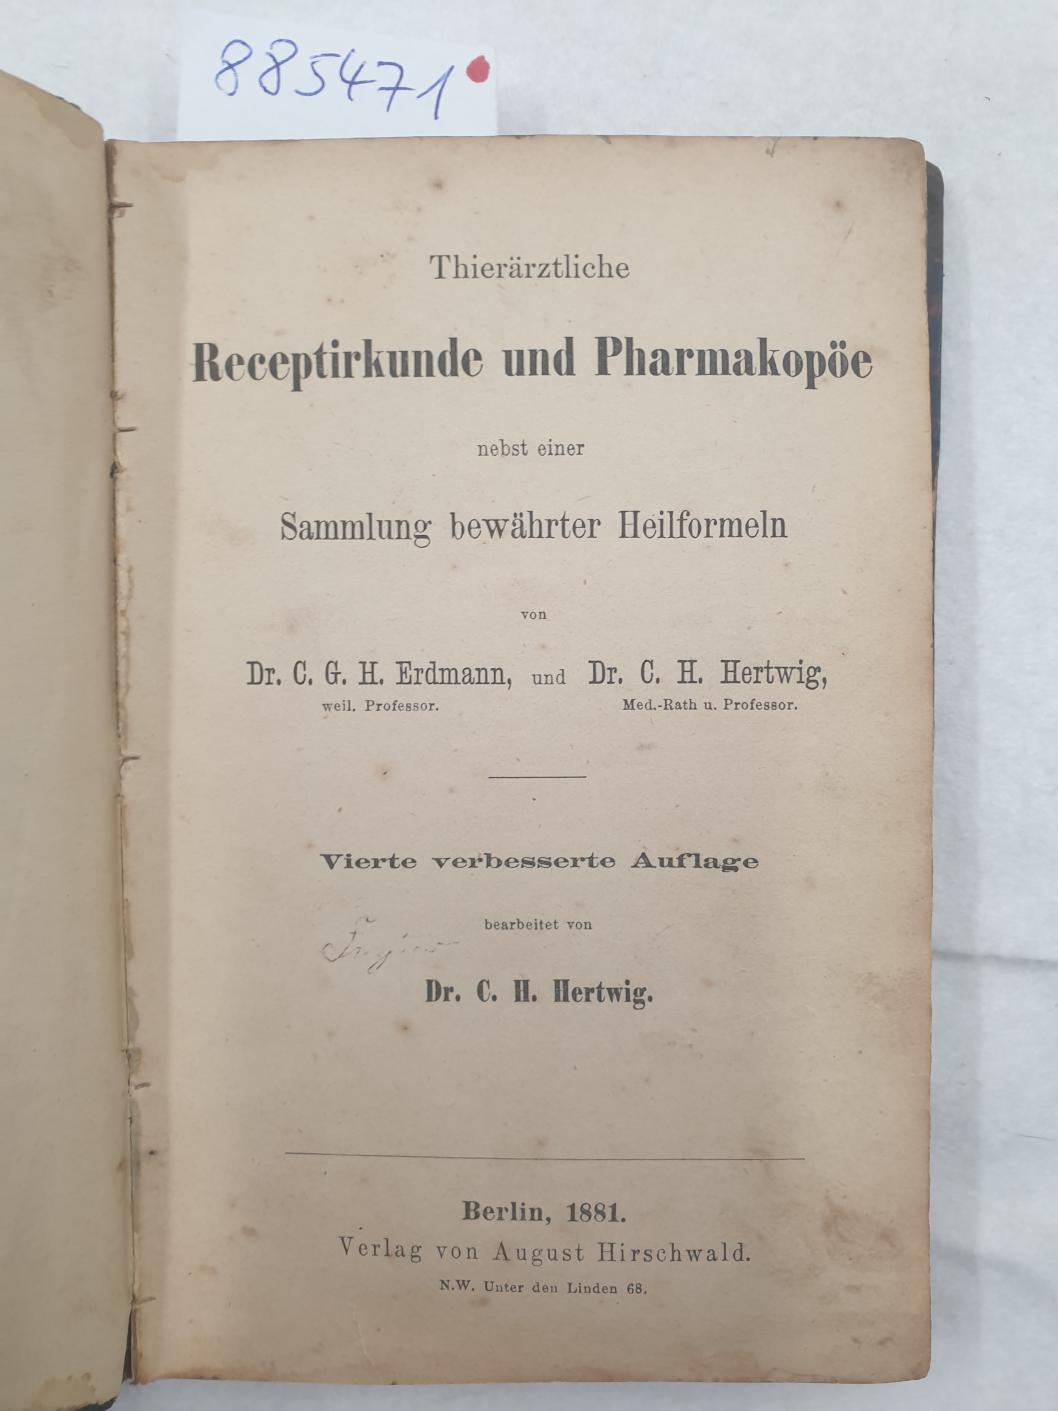 885471
Thierärztliche
Receptirkunde und Pharmakopöe
nebst einer
Sammlung bewährter Heilformeln
von
Dr. C. G. H. Erdmann, und Dr. C. H. Hertwig,
weil. Professor. Med.-Rath u. Professor.
Vierte verbesserte Auflage
bearbeitet von
Dr. C. H. Hertwig.
Berlin, 1881.
Verlag von August Hirschwald.
N.W. Unter den Linden 68.